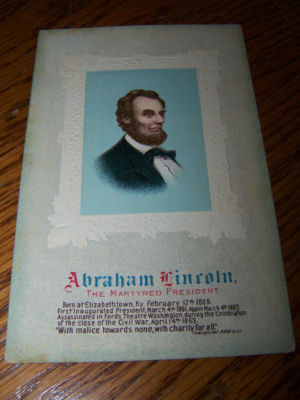 Abraham Lincoln,
THE MARTYRED PRESIDENT.
Born at Elizabethtown, Ky. February 12th 1809.
First Inaugurated President, March 4th 1861, Again March 4th 1865.
Assassinated in Fords Theatre Washington, during the Celebration
of the close of the Civil War, April 14th 1865.
"With malice towards none, with charity for all."